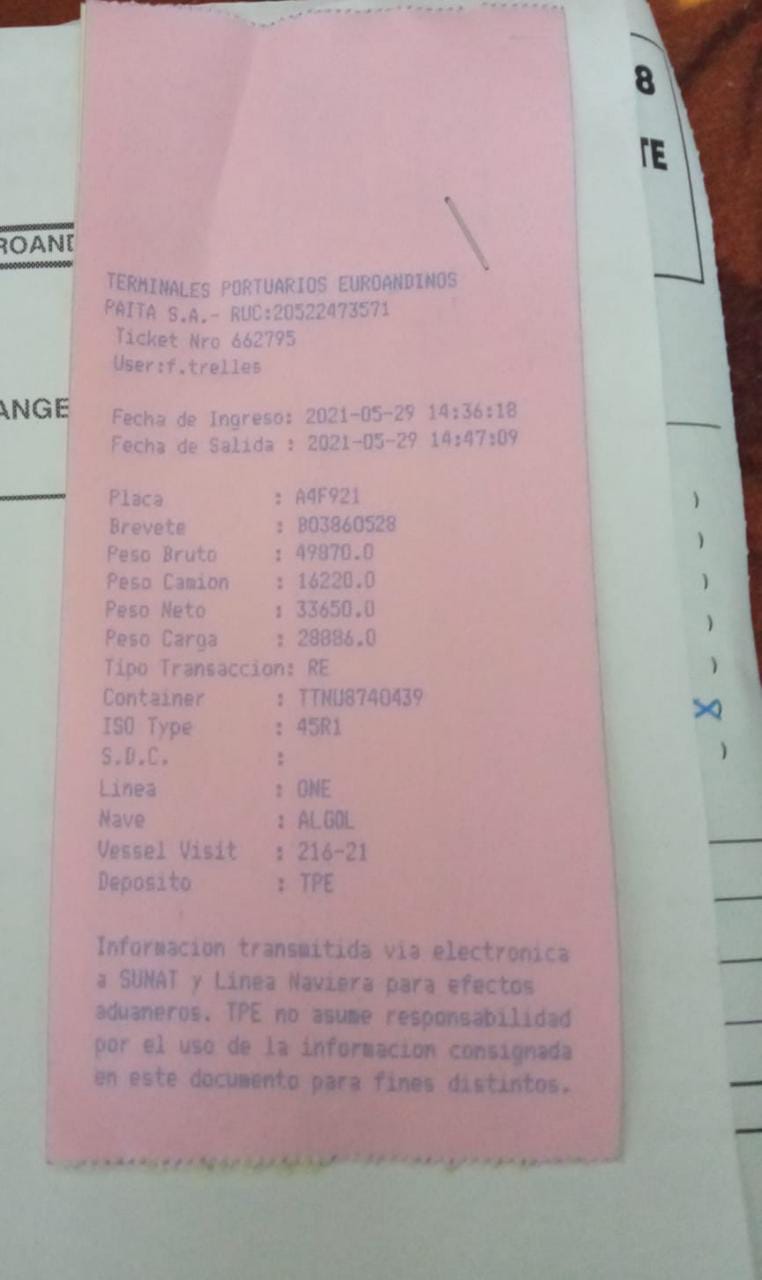 8
TE
ROAND
TERMINALES PORTUARIOS EUROANDINOS
PAITA S.A.- RUC:20522473571
Ticket Nro 662795
User:f.trelles
ANGE
Fecha de Ingreso: 2021-05-29 14:36:18
Fecha de Salida : 2021-05-29 14:47:09
Placa : A4F921
Brevete : B03860528
Peso Bruto : 49870.0
Peso Camion : 16220.0
Peso Neto : 33650.0
Peso Carga : 28886.0
Tipo Transaccion: RE
Container : TTNU8740439
ISO Type : 45R1
S.D.C. :
Linea : ONE
Nave : ALGOL
Vessel Visit : 216-21
Deposito : TPE
Informacion transmitida via electronica
a SUNAT y Linea Naviera para efectos
aduaneros. TPE no asume responsabilidad
por el uso de la informacion consignada
en este documento para fines distintos.